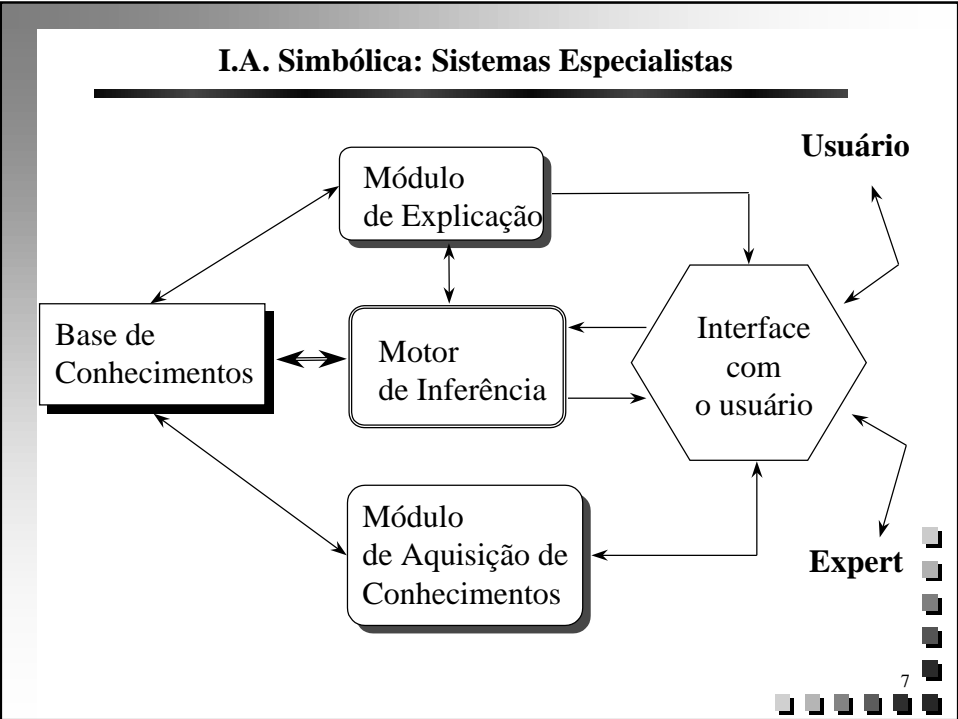 I.A. Simbólica: Sistemas Especialistas
Usuário
Módulo
de Explicação
Base de
Conhecimentos
Motor
de Inferência
Interface
com
o usuário
Módulo
de Aquisição de
Conhecimentos
Expert
7